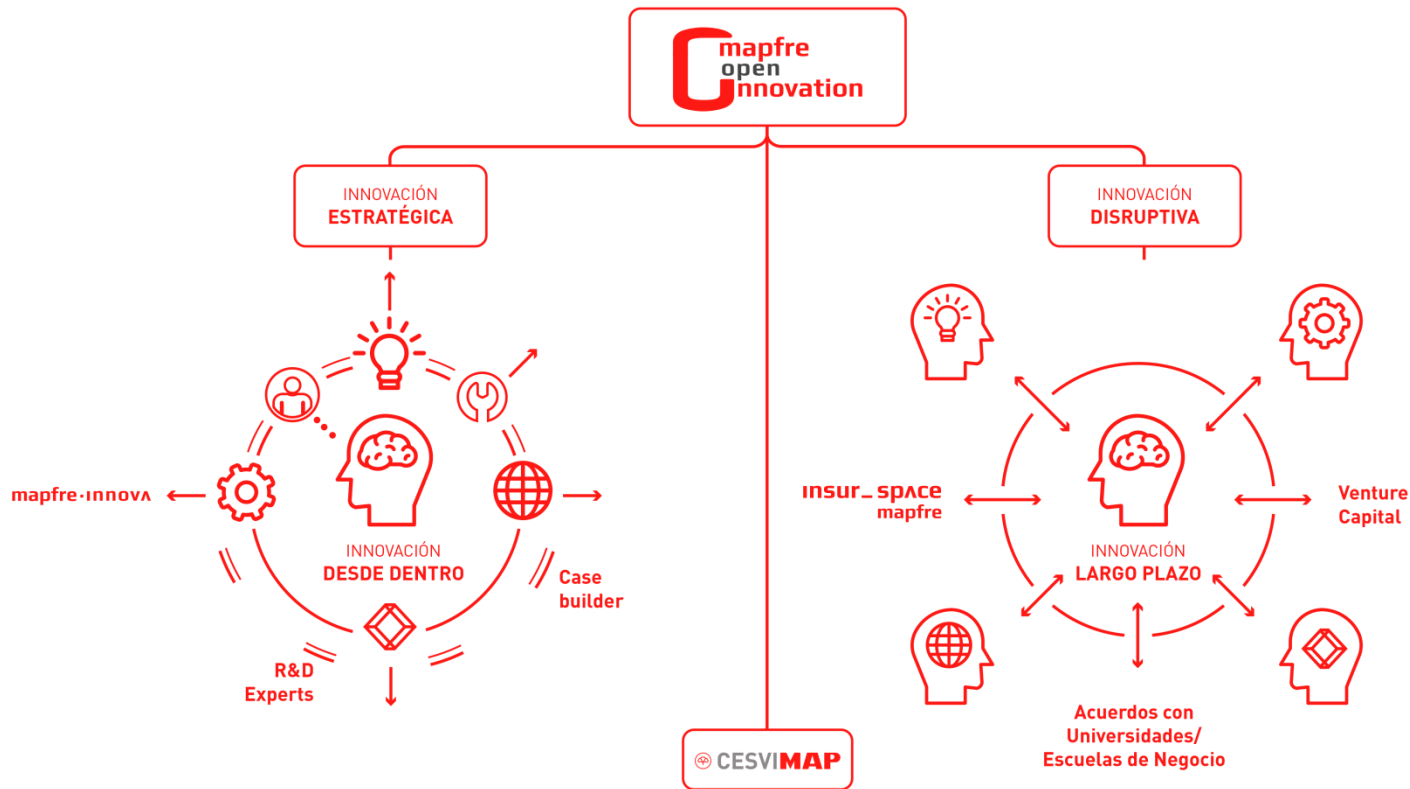 mapfre
open
innovation
INNOVACIÓN
ESTRATÉGICA
INNOVACIÓN
DISRUPTIVA
mapfre·innova
INNOVACIÓN
DESDE DENTRO
Case
builder
R&D
Experts
insur_space
mapfre
Venture
Capital
INNOVACIÓN
LARGO PLAZO
Acuerdos con
Universidades/
Escuelas de Negocio
CESVIMAP